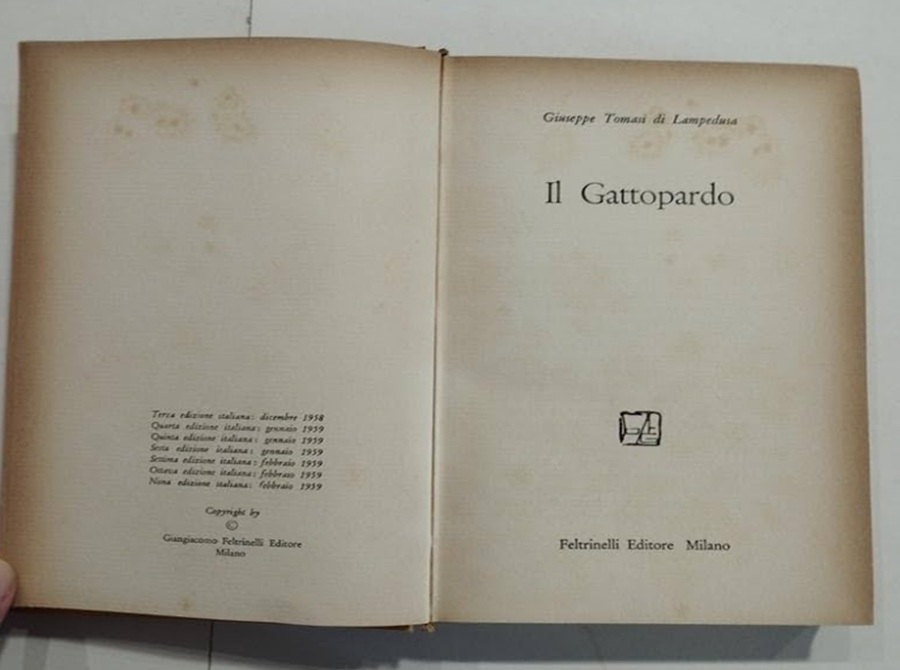 Terza edizione italiana: dicembre 1958
Quarta edizione italiana: gennaio 1959
Quinta edizione italiana: gennaio 1959
Sesta edizione italiana: gennaio 1959
Settima edizione italiana: febbraio 1959
Ottava edizione italiana: febbraio 1959
Nona edizione italiana: febbraio 1959
Copyright by
©
Giangiacomo Feltrinelli Editore
Milano
Giuseppe Tomasi di Lampedusa
Il Gattopardo
Feltrinelli Editore Milano